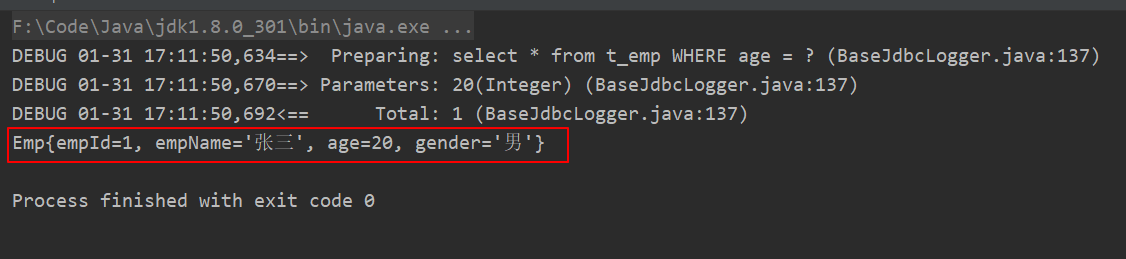 F:\Code\Java\jdk1.8.0_301\bin\java.exe ...
DEBUG 01-31 17:11:50,634==>  Preparing: select * from t_emp WHERE age = ? (BaseJdbcLogger.java:137)
DEBUG 01-31 17:11:50,670==> Parameters: 20(Integer) (BaseJdbcLogger.java:137)
DEBUG 01-31 17:11:50,692<==      Total: 1 (BaseJdbcLogger.java:137)
Emp{empId=1, empName='张三', age=20, gender='男'}
Process finished with exit code 0